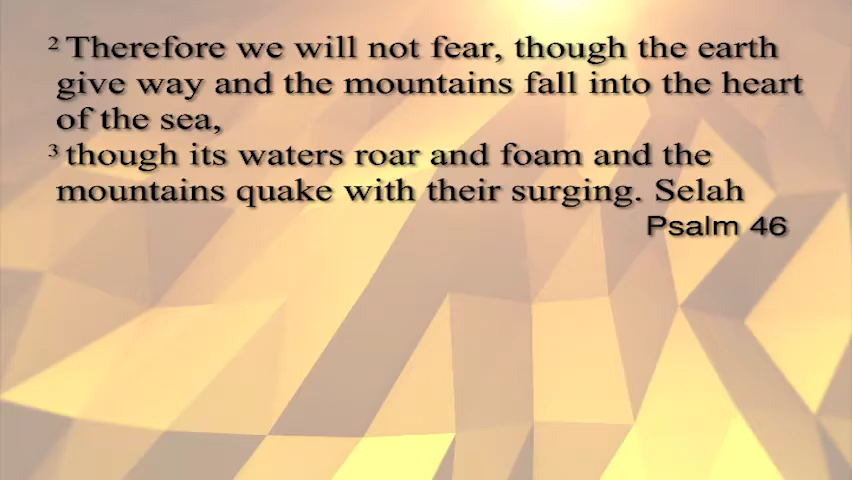 2 Therefore we will not fear, though the earth
give way and the mountains fall into the heart
of the sea,
3 though its waters roar and foam and the
mountains quake with their surging. Selah
Psalm 46